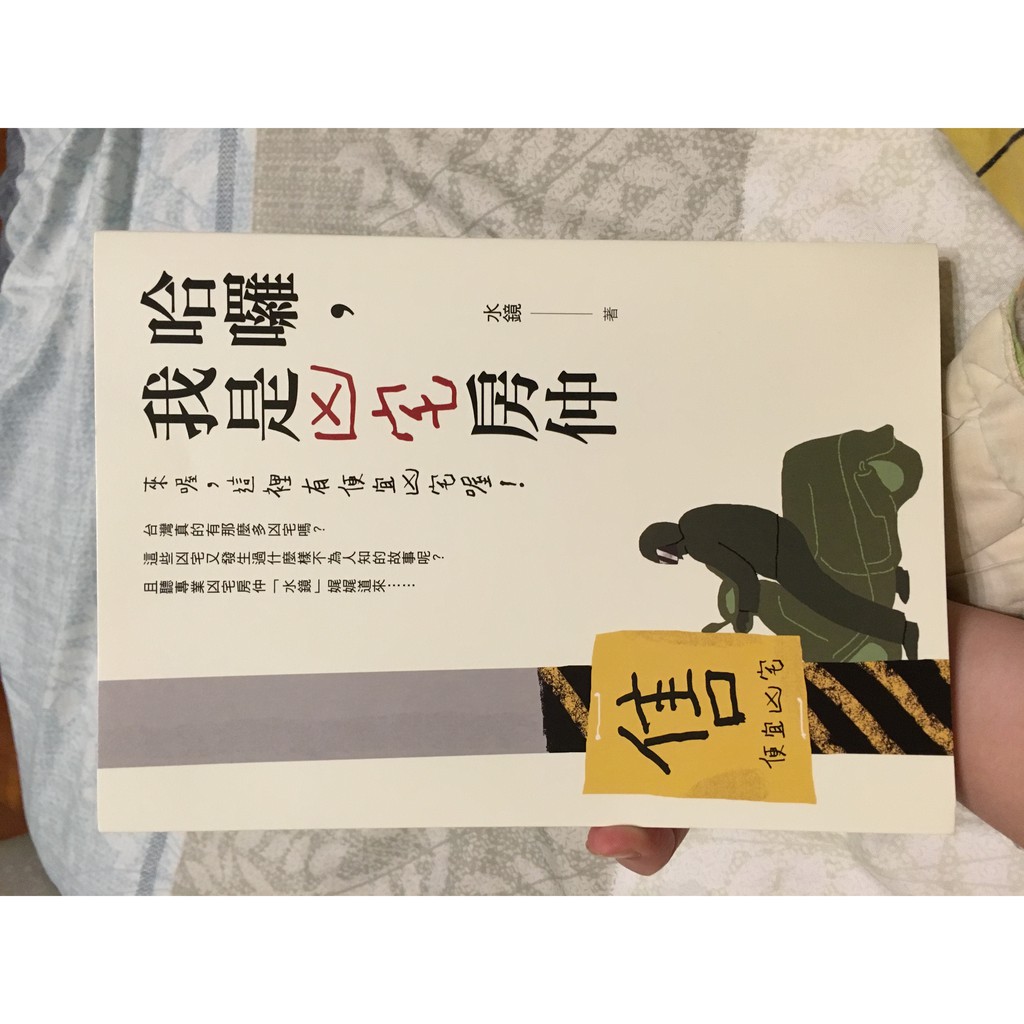 哈囉，
我是凶宅房仲
水鏡
著
來喔，這裡有便宜凶宅喔！
台灣真的有那麼多凶宅嗎？
這些凶宅又發生過什麼樣不為人知的故事呢？
且聽專業凶宅房仲「水鏡」娓娓道來……
售
便宜凶宅